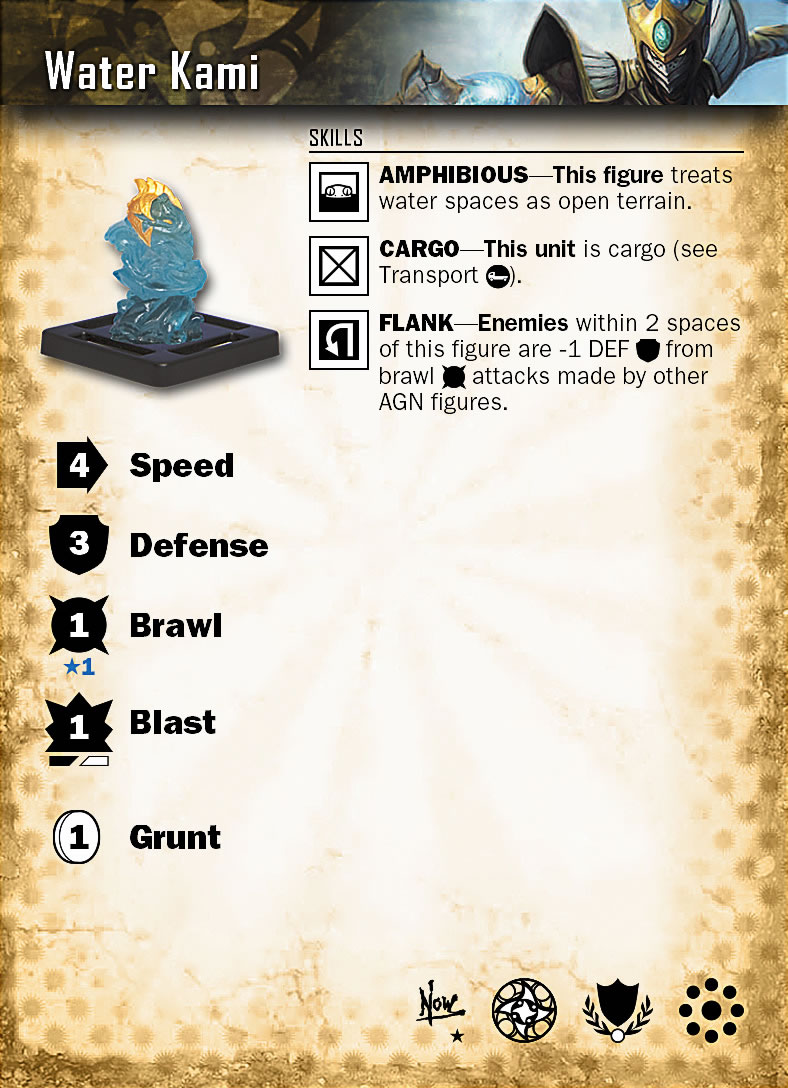 Water Kami
SKILLS
AMPHIBIOUS—This figure treats
water spaces as open terrain.
CARGO—This unit is cargo (see
Transport ).
FLANK—Enemies within 2 spaces
of this figure are -1 DEF from
brawl attacks made by other
AGN figures.
4 Speed
3 Defense
1 Brawl
★1
1 Blast
1 Grunt
Now